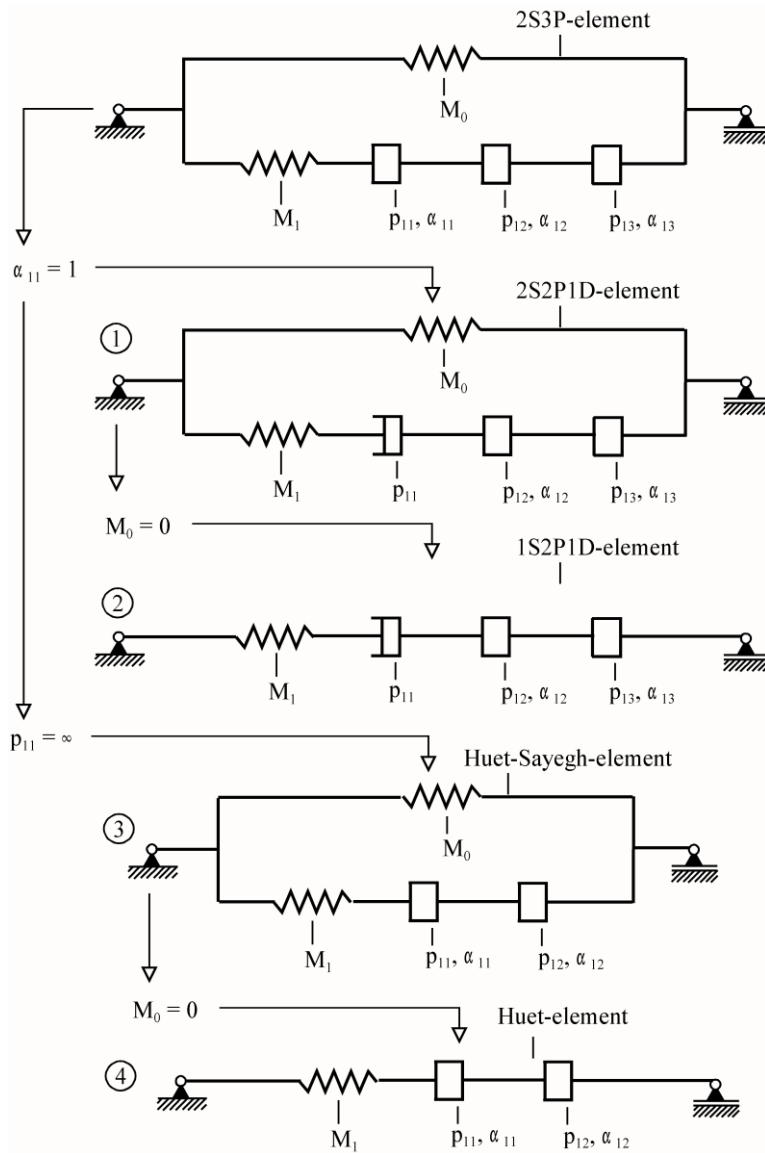 2S3P-element
M₀
M₁ p₁₁, α₁₁ p₁₂, α₁₂ p₁₃, α₁₃
α₁₁ = 1
2S2P1D-element
1
M₀
M₁ p₁₁ p₁₂, α₁₂ p₁₃, α₁₃
M₀ = 0
1S2P1D-element
2
M₁ p₁₁ p₁₂, α₁₂ p₁₃, α₁₃
p₁₁ = ∞
Huet-Sayegh-element
3
M₀
M₁ p₁₁, α₁₁ p₁₂, α₁₂
M₀ = 0
Huet-element
4
M₁ p₁₁, α₁₁ p₁₂, α₁₂